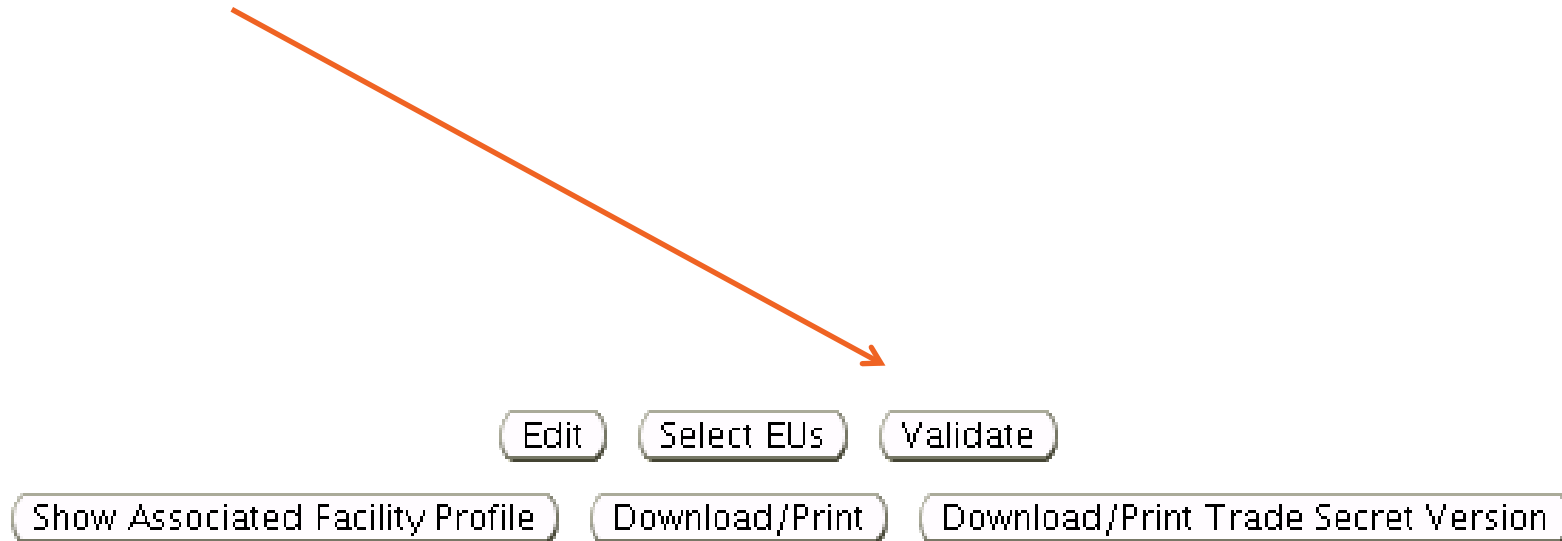 Edit Select EUs Validate
Show Associated Facility Profile Download/Print Download/Print Trade Secret Version